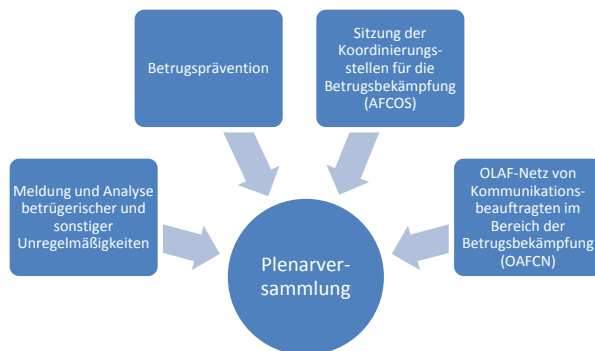 Betrugsprävention
Sitzung der
Koordinierungs-
stellen für die
Betrugsbekämpfung
(AFCOS)
Meldung und Analyse
betrügerischer und
sonstiger
Unregelmäßigkeiten
OLAF-Netz von
Kommunikations-
beauftragten im
Bereich der
Betrugsbekämpfung
(OAFCN)
Plenarver-
sammlung